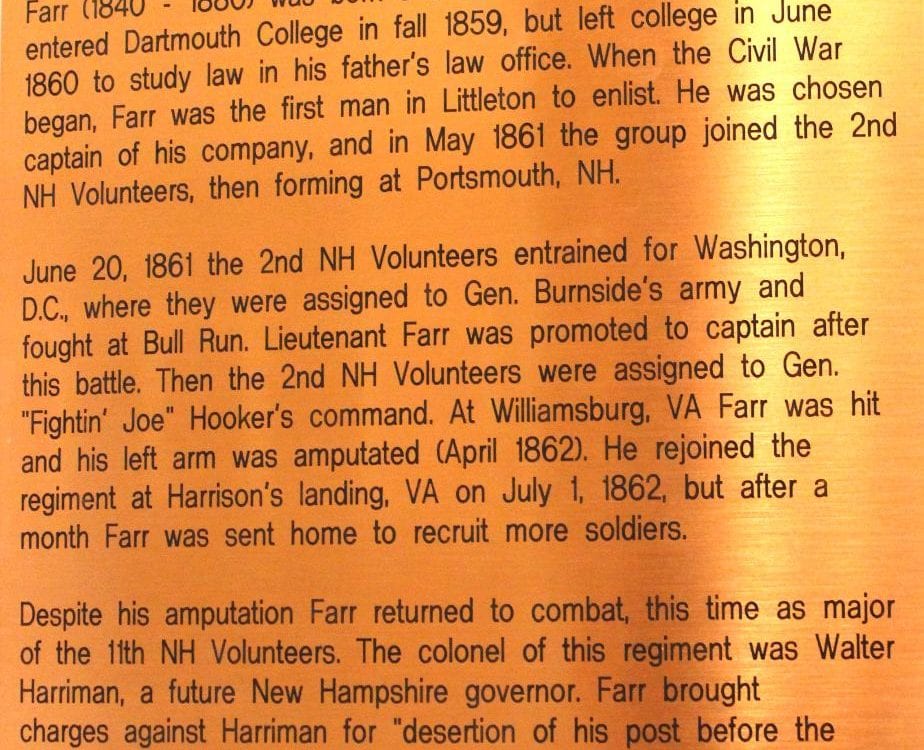 Farr (1840 - 1880) was
entered Dartmouth College in fall 1859, but left college in June
1860 to study law in his father's law office. When the Civil War
began, Farr was the first man in Littleton to enlist. He was chosen
captain of his company, and in May 1861 the group joined the 2nd
NH Volunteers, then forming at Portsmouth, NH.
June 20, 1861 the 2nd NH Volunteers entrained for Washington,
D.C., where they were assigned to Gen. Burnside's army and
fought at Bull Run. Lieutenant Farr was promoted to captain after
this battle. Then the 2nd NH Volunteers were assigned to Gen.
"Fightin' Joe" Hooker's command. At Williamsburg, VA Farr was hit
and his left arm was amputated (April 1862). He rejoined the
regiment at Harrison's landing, VA on July 1, 1862, but after a
month Farr was sent home to recruit more soldiers.
Despite his amputation Farr returned to combat, this time as major
of the 11th NH Volunteers. The colonel of this regiment was Walter
Harriman, a future New Hampshire governor. Farr brought
charges against Harriman for "desertion of his post before the